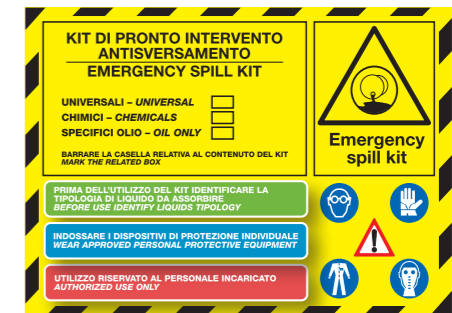 KIT DI PRONTO INTERVENTO
ANTISVERSAMENTO
EMERGENCY SPILL KIT
UNIVERSALI – UNIVERSAL
CHIMICI – CHEMICALS
SPECIFICI OLIO – OIL ONLY
BARRARE LA CASELLA RELATIVA AL CONTENUTO DEL KIT
MARK THE RELATED BOX
Emergency
spill kit
PRIMA DELL'UTILIZZO DEL KIT IDENTIFICARE LA
TIPOLOGIA DI LIQUIDO DA ASSORBIRE
BEFORE USE IDENTIFY LIQUIDS TIPOLOGY
INDOSSARE I DISPOSITIVI DI PROTEZIONE INDIVIDUALE
WEAR APPROVED PERSONAL PROTECTIVE EQUIPMENT
UTILIZZO RISERVATO AL PERSONALE INCARICATO
AUTHORIZED USE ONLY